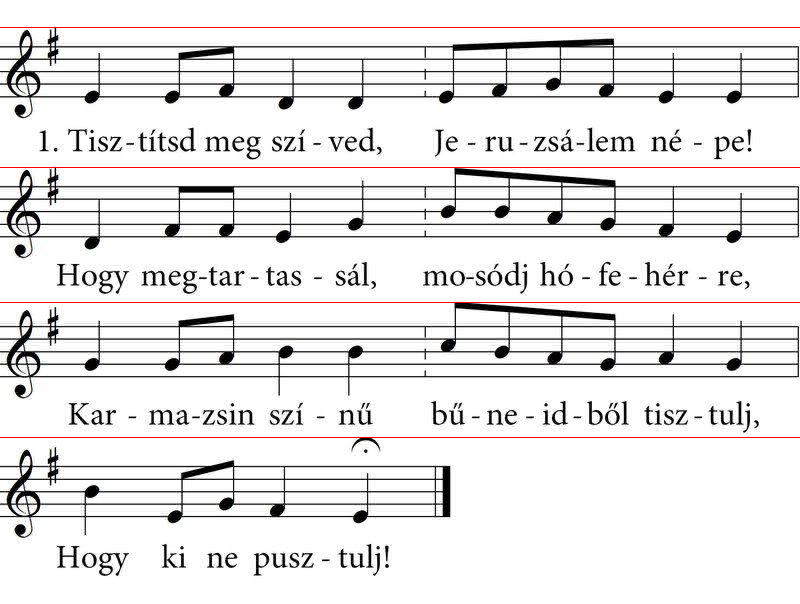 1. Tisz-títsd meg szí-ved, Je-ru-zsá-lem né-pe!
Hogy meg-tar-tas-sál, mo-sódj hó-fe-hér-re,
Kar-ma-zsin szí-nű bű-ne-id-ből tisz-tulj,
Hogy ki ne pusz-tulj!